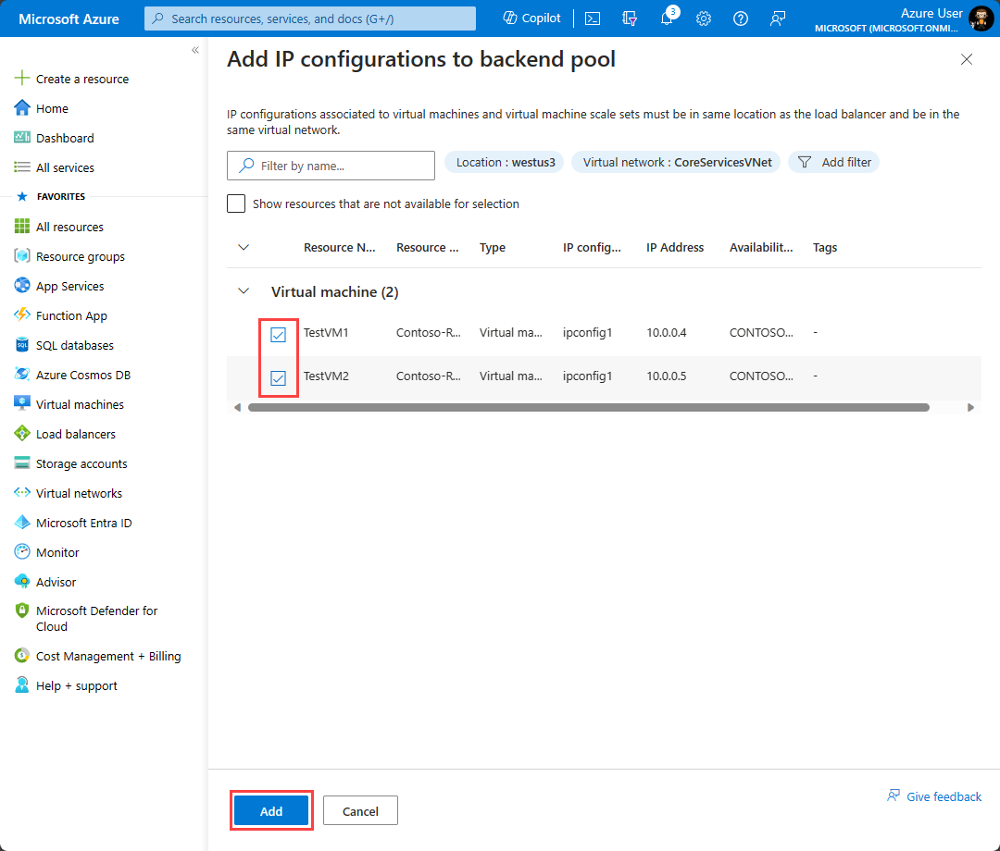 Microsoft Azure
Search resources, services, and docs (G+/)
Copilot
3
Azure User
MICROSOFT (MICROSOFT.ONMI...
«
Create a resource
Home
Dashboard
All services
FAVORITES
All resources
Resource groups
App Services
Function App
SQL databases
Azure Cosmos DB
Virtual machines
Load balancers
Storage accounts
Virtual networks
Microsoft Entra ID
Monitor
Advisor
Microsoft Defender for
Cloud
Cost Management + Billing
Help + support
Add IP configurations to backend pool
IP configurations associated to virtual machines and virtual machine scale sets must be in same location as the load balancer and be in the
same virtual network.
Filter by name... Location : westus3 Virtual network : CoreServicesVNet Add filter
Show resources that are not available for selection
Resource N... Resource ... Type IP config... IP Address Availabilit... Tags
Virtual machine (2)
TestVM1 Contoso-R... Virtual ma... ipconfig1 10.0.0.4 CONTOSO... -
TestVM2 Contoso-R... Virtual ma... ipconfig1 10.0.0.5 CONTOSO... -
Add Cancel Give feedback